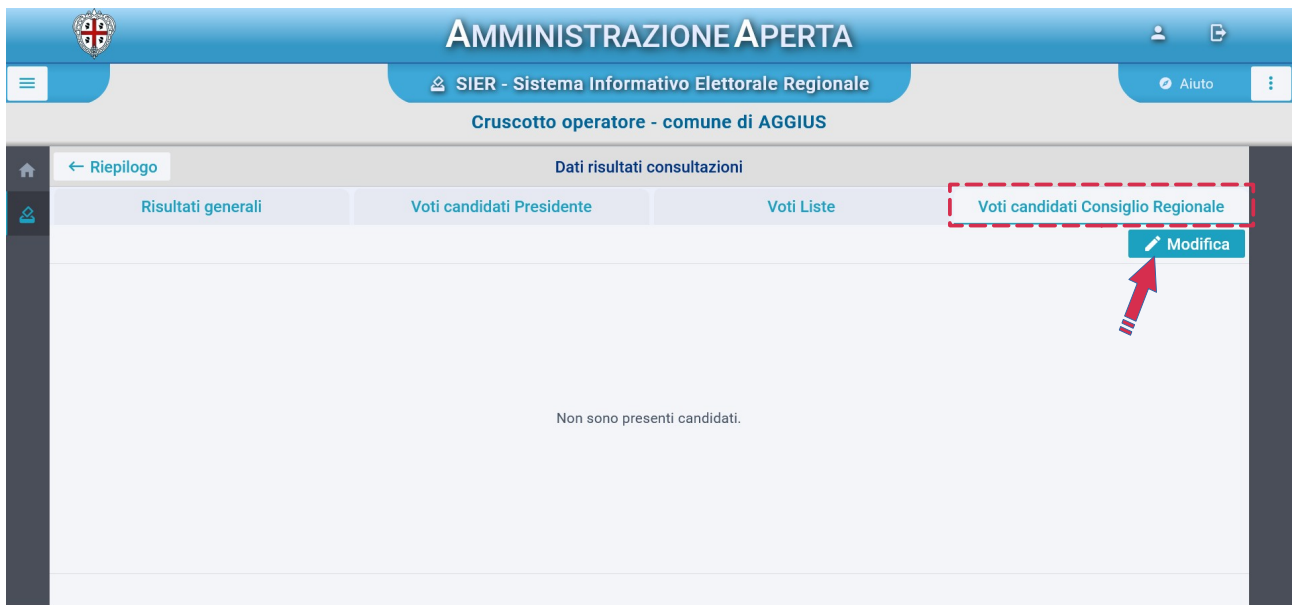 AMMINISTRAZIONE APERTA
SIER - Sistema Informativo Elettorale Regionale
Aiuto
Cruscotto operatore - comune di AGGIUS
← Riepilogo
Dati risultati consultazioni
Risultati generali
Voti candidati Presidente
Voti Liste
Voti candidati Consiglio Regionale
Modifica
Non sono presenti candidati.